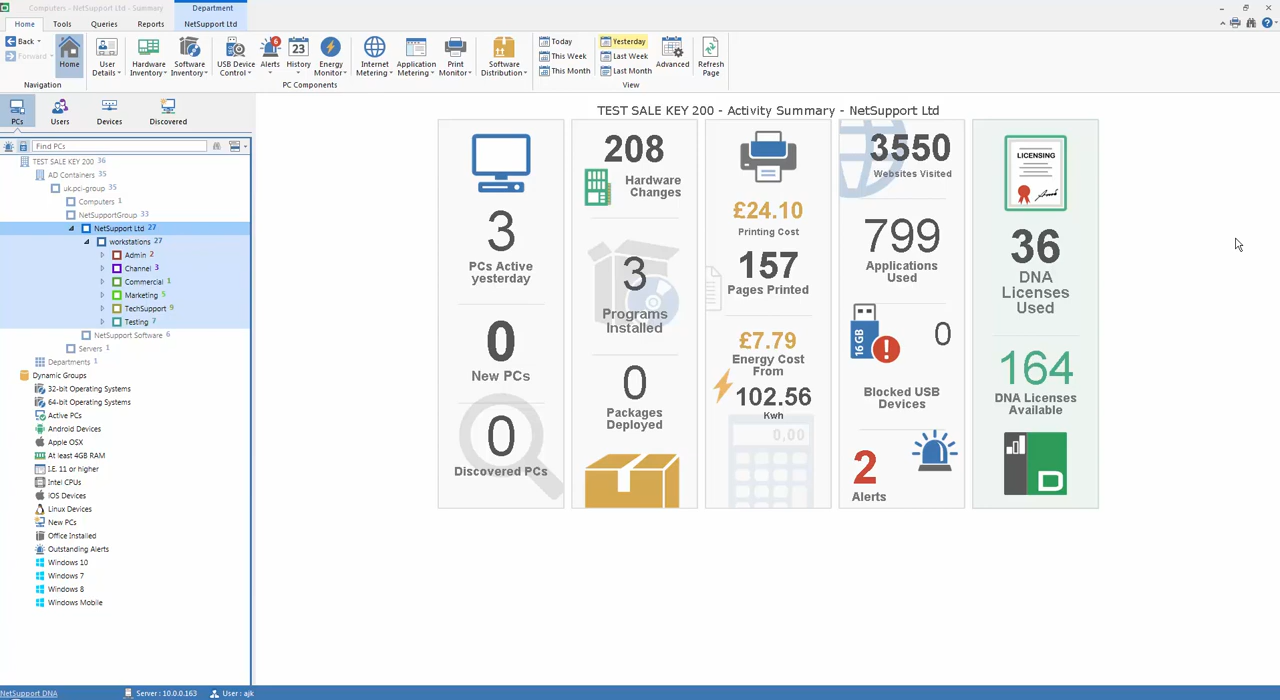 Computers - NetSupport Ltd - Summary
Department
Home Tools Queries Reports NetSupport Ltd
Back
Forward
Home
User Details
Hardware Inventory
Software Inventory
USB Device Control
Alerts
6
History
23
Energy Monitor
Internet Metering
Application Metering
Print Monitor
Software Distribution
Today
This Week
This Month
Yesterday
Last Week
Last Month
Advanced
Refresh Page
Navigation
PC Components
View
PCs
Users
Devices
Discovered
Find PCs
TEST SALE KEY 200 36
AD Containers 35
uk.pci-group 35
Computers 1
NetSupportGroup 33
NetSupport Ltd 27
workstations 27
Admin 2
Channel 3
Commercial 1
Marketing 5
TechSupport 9
Testing 7
NetSupport Software 6
Servers 1
Departments 1
Dynamic Groups
32-bit Operating Systems
64-bit Operating Systems
Active PCs
Android Devices
Apple OSX
At least 4GB RAM
I.E. 11 or higher
Intel CPUs
IOS Devices
Linux Devices
New PCs
Office Installed
Outstanding Alerts
Windows 10
Windows 7
Windows 8
Windows Mobile
TEST SALE KEY 200 - Activity Summary - NetSupport Ltd
3
PCs Active
yesterday
0
New PCs
0
Discovered PCs
208
Hardware
Changes
3
Programs
Installed
0
Packages
Deployed
£24.10
Printing Cost
157
Pages Printed
£7.79
Energy Cost
From
102.56
Kwh
0,00
3550
Websites Visited
799
Applications
Used
16 GB
0
Blocked USB
Devices
2
Alerts
LICENSING
36
DNA
Licenses
Used
164
DNA Licenses
Available
D
NetSupport DNA
Server : 10.0.0.163
User : ajk